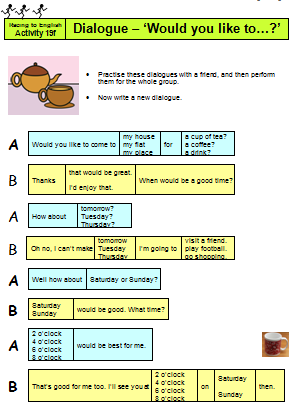 Racing to English
Activity 19f
Dialogue – ‘Would you like to…?’
• Practise these dialogues with a friend, and then perform
them for the whole group.
• Now write a new dialogue.
A
Would you like to come to
my house
my flat
my place
for
a cup of tea?
a coffee?
a drink?
B
Thanks
that would be great.
I'd enjoy that.
When would be a good time?
A
How about
tomorrow?
Tuesday?
Thursday?
B
Oh no, I can't make
tomorrow
Tuesday
Thursday
I'm going to
visit a friend.
play football.
go shopping.
A
Well how about
Saturday or Sunday?
B
Saturday
Sunday
would be good. What time?
A
2 o'clock
4 o'clock
6 o'clock
8 o'clock
would be best for me.
B
That's good for me too. I'll see you at
2 o'clock
4 o'clock
6 o'clock
8 o'clock
on
Saturday
Sunday
then.